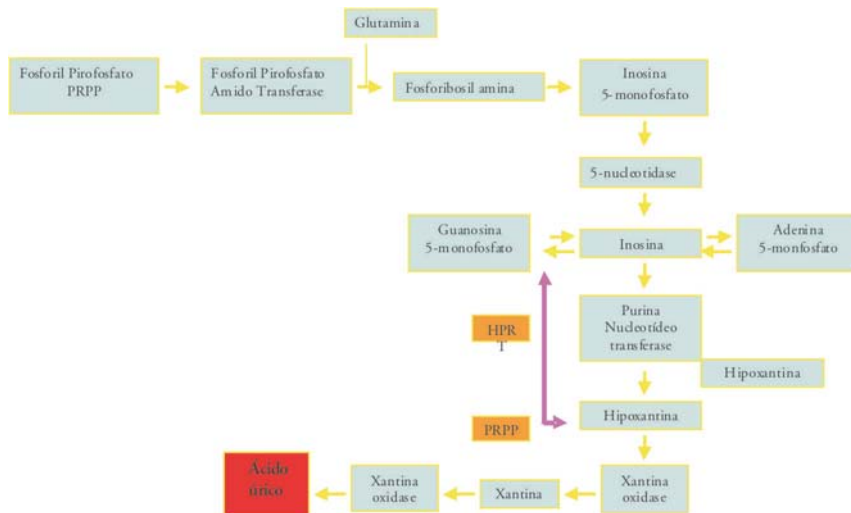 Glutamina
Fosforil Pirofosfato
PRPP
Fosforil Pirofosfato
Amido Transferase
Fosforibosil amina
Inosina
5-monofosfato
5-nucleotidase
Guanosina
5-monofosfato
Inosina
Adenina
5-monfosfato
HPR
T
Purina
Nucleotídeo
transferase
Hipoxantina
PRPP
Hipoxantina
Ácido
úrico
Xantina
oxidase
Xantina
Xantina
oxidase